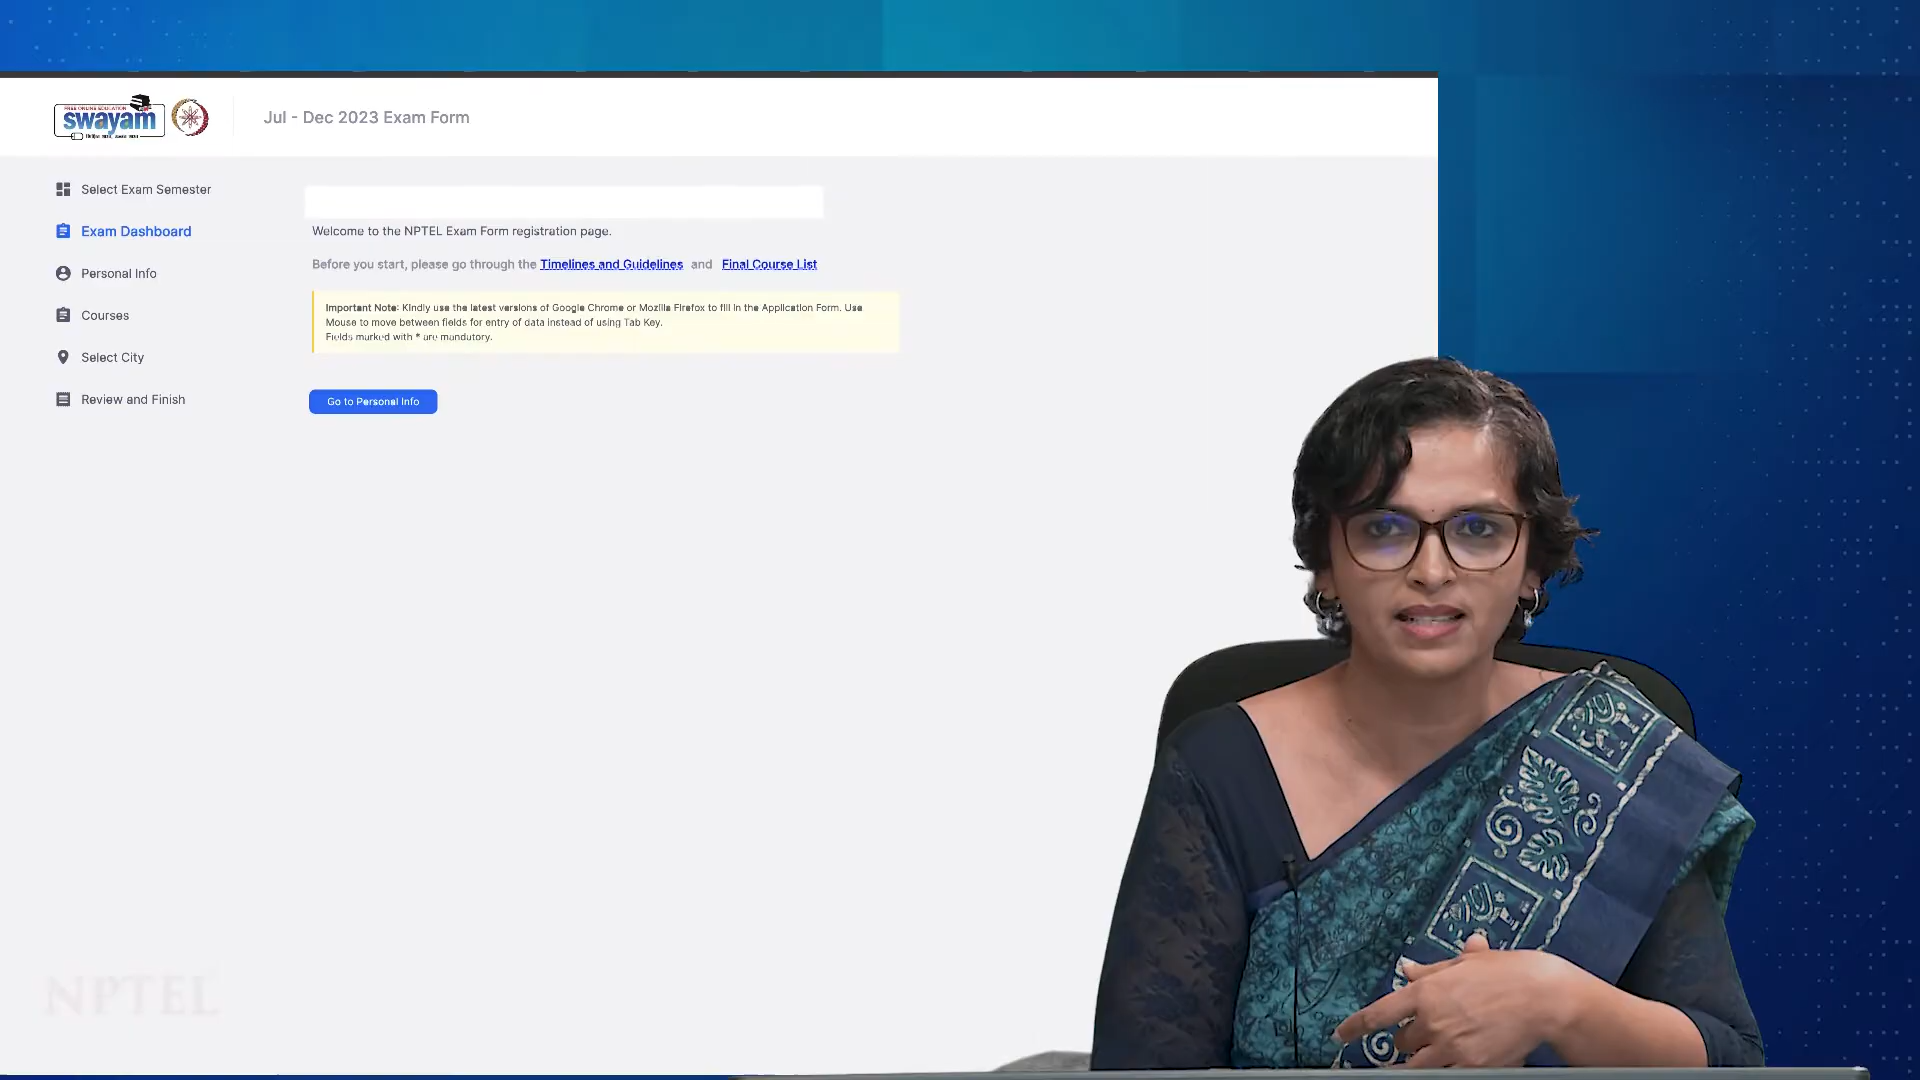 FREE ONLINE EDUCATION
swayam
Jul - Dec 2023 Exam Form
Select Exam Semester
Exam Dashboard
Personal Info
Courses
Select City
Review and Finish
Welcome to the NPTEL Exam Form registration page.
Before you start, please go through the Timelines and Guidelines and Final Course List
Important Note: Kindly use the latest versions of Google Chrome or Mozilla Firefox to fill in the Application Form. Use
Mouse to move between fields for entry of data instead of using Tab Key.
Fields marked with * are mandatory.
Go to Personal Info
NPTEL